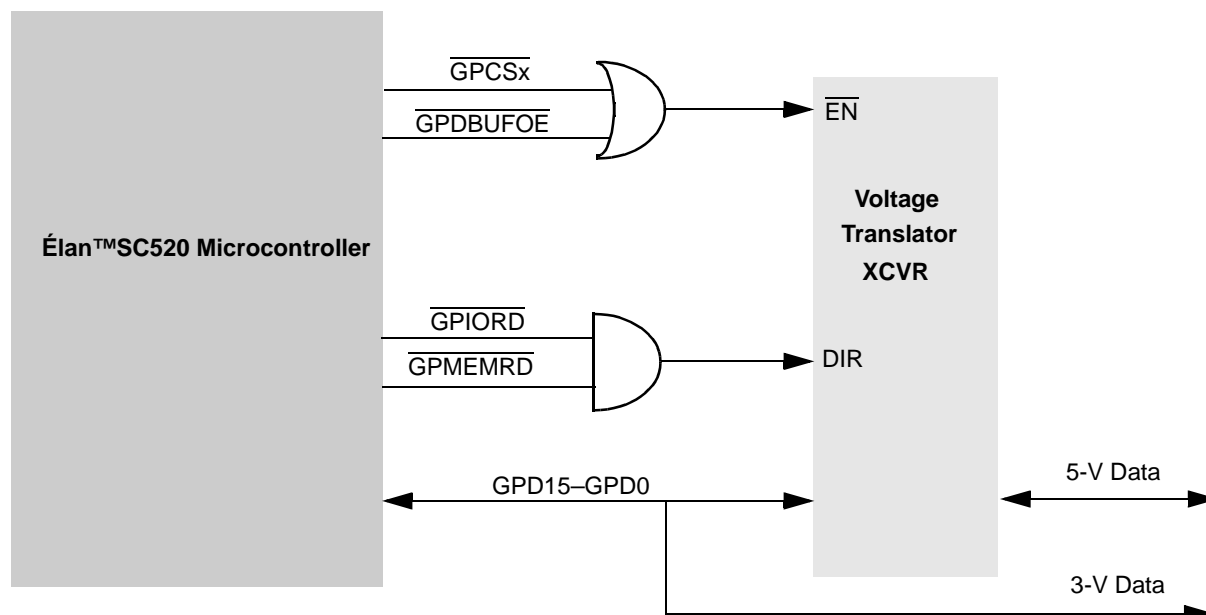 GPCSx
GPDBUFOE
EN
Voltage
Translator
XCVR
Élan™SC520 Microcontroller
GPIORD
GPMEMRD
DIR
GPD15–GPD0
5-V Data
3-V Data